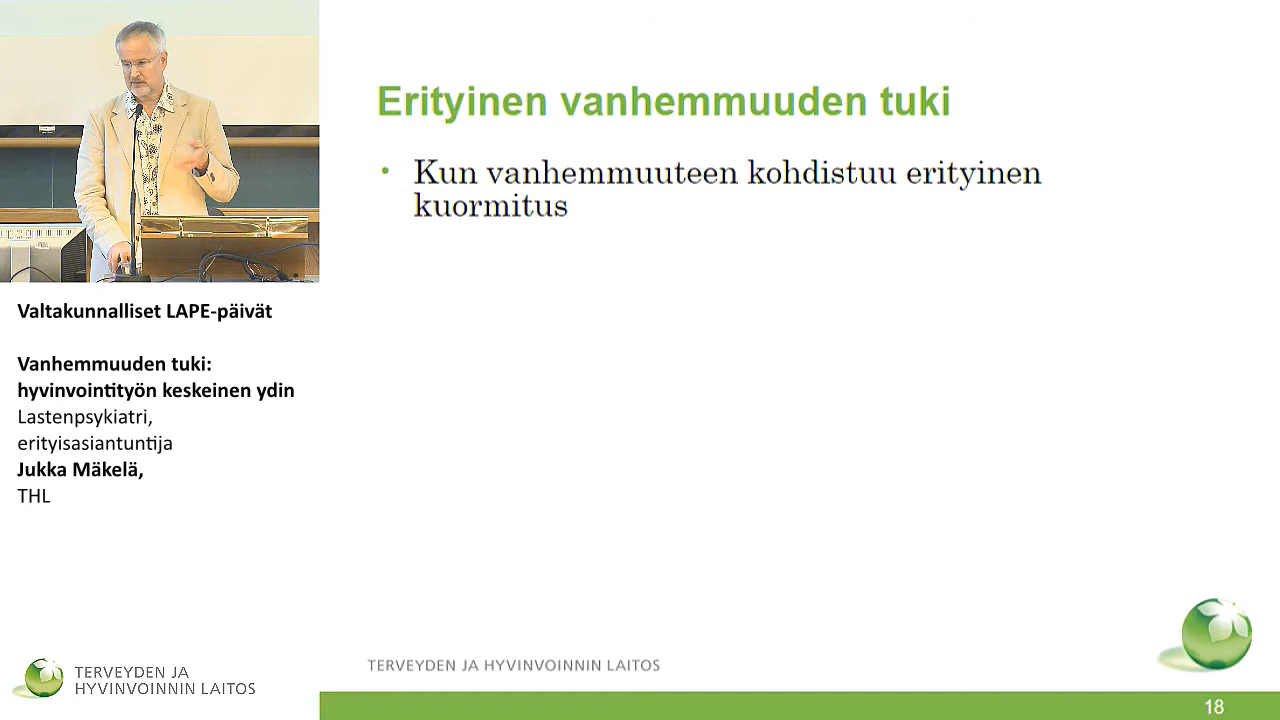 Erityinen vanhemmuuden tuki
• Kun vanhemmuuteen kohdistuu erityinen
kuormitus
Valtakunnalliset LAPE-päivät
Vanhemmuuden tuki:
hyvinvointityön keskeinen ydin
Lastenpsykiatri,
erityisasiantuntija
Jukka Mäkelä,
THL
TERVEYDEN JA
HYVINVOINNIN LAITOS
TERVEYDEN JA HYVINVOINNIN LAITOS
18